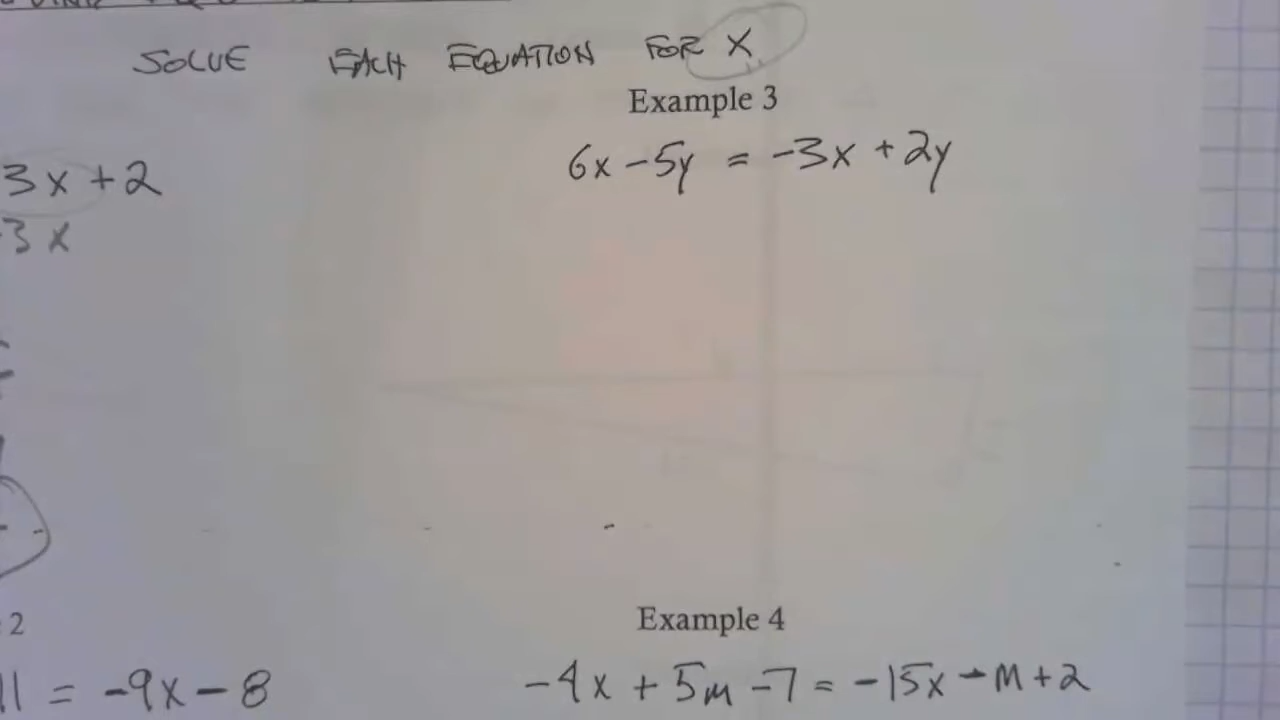 SOLVE EACH EQUATION FOR X
Example 3
6x - 5y = -3x + 2y
3x + 2
3x
Example 4
2
11 = -9x - 8
-4x + 5m - 7 = -15x - m + 2